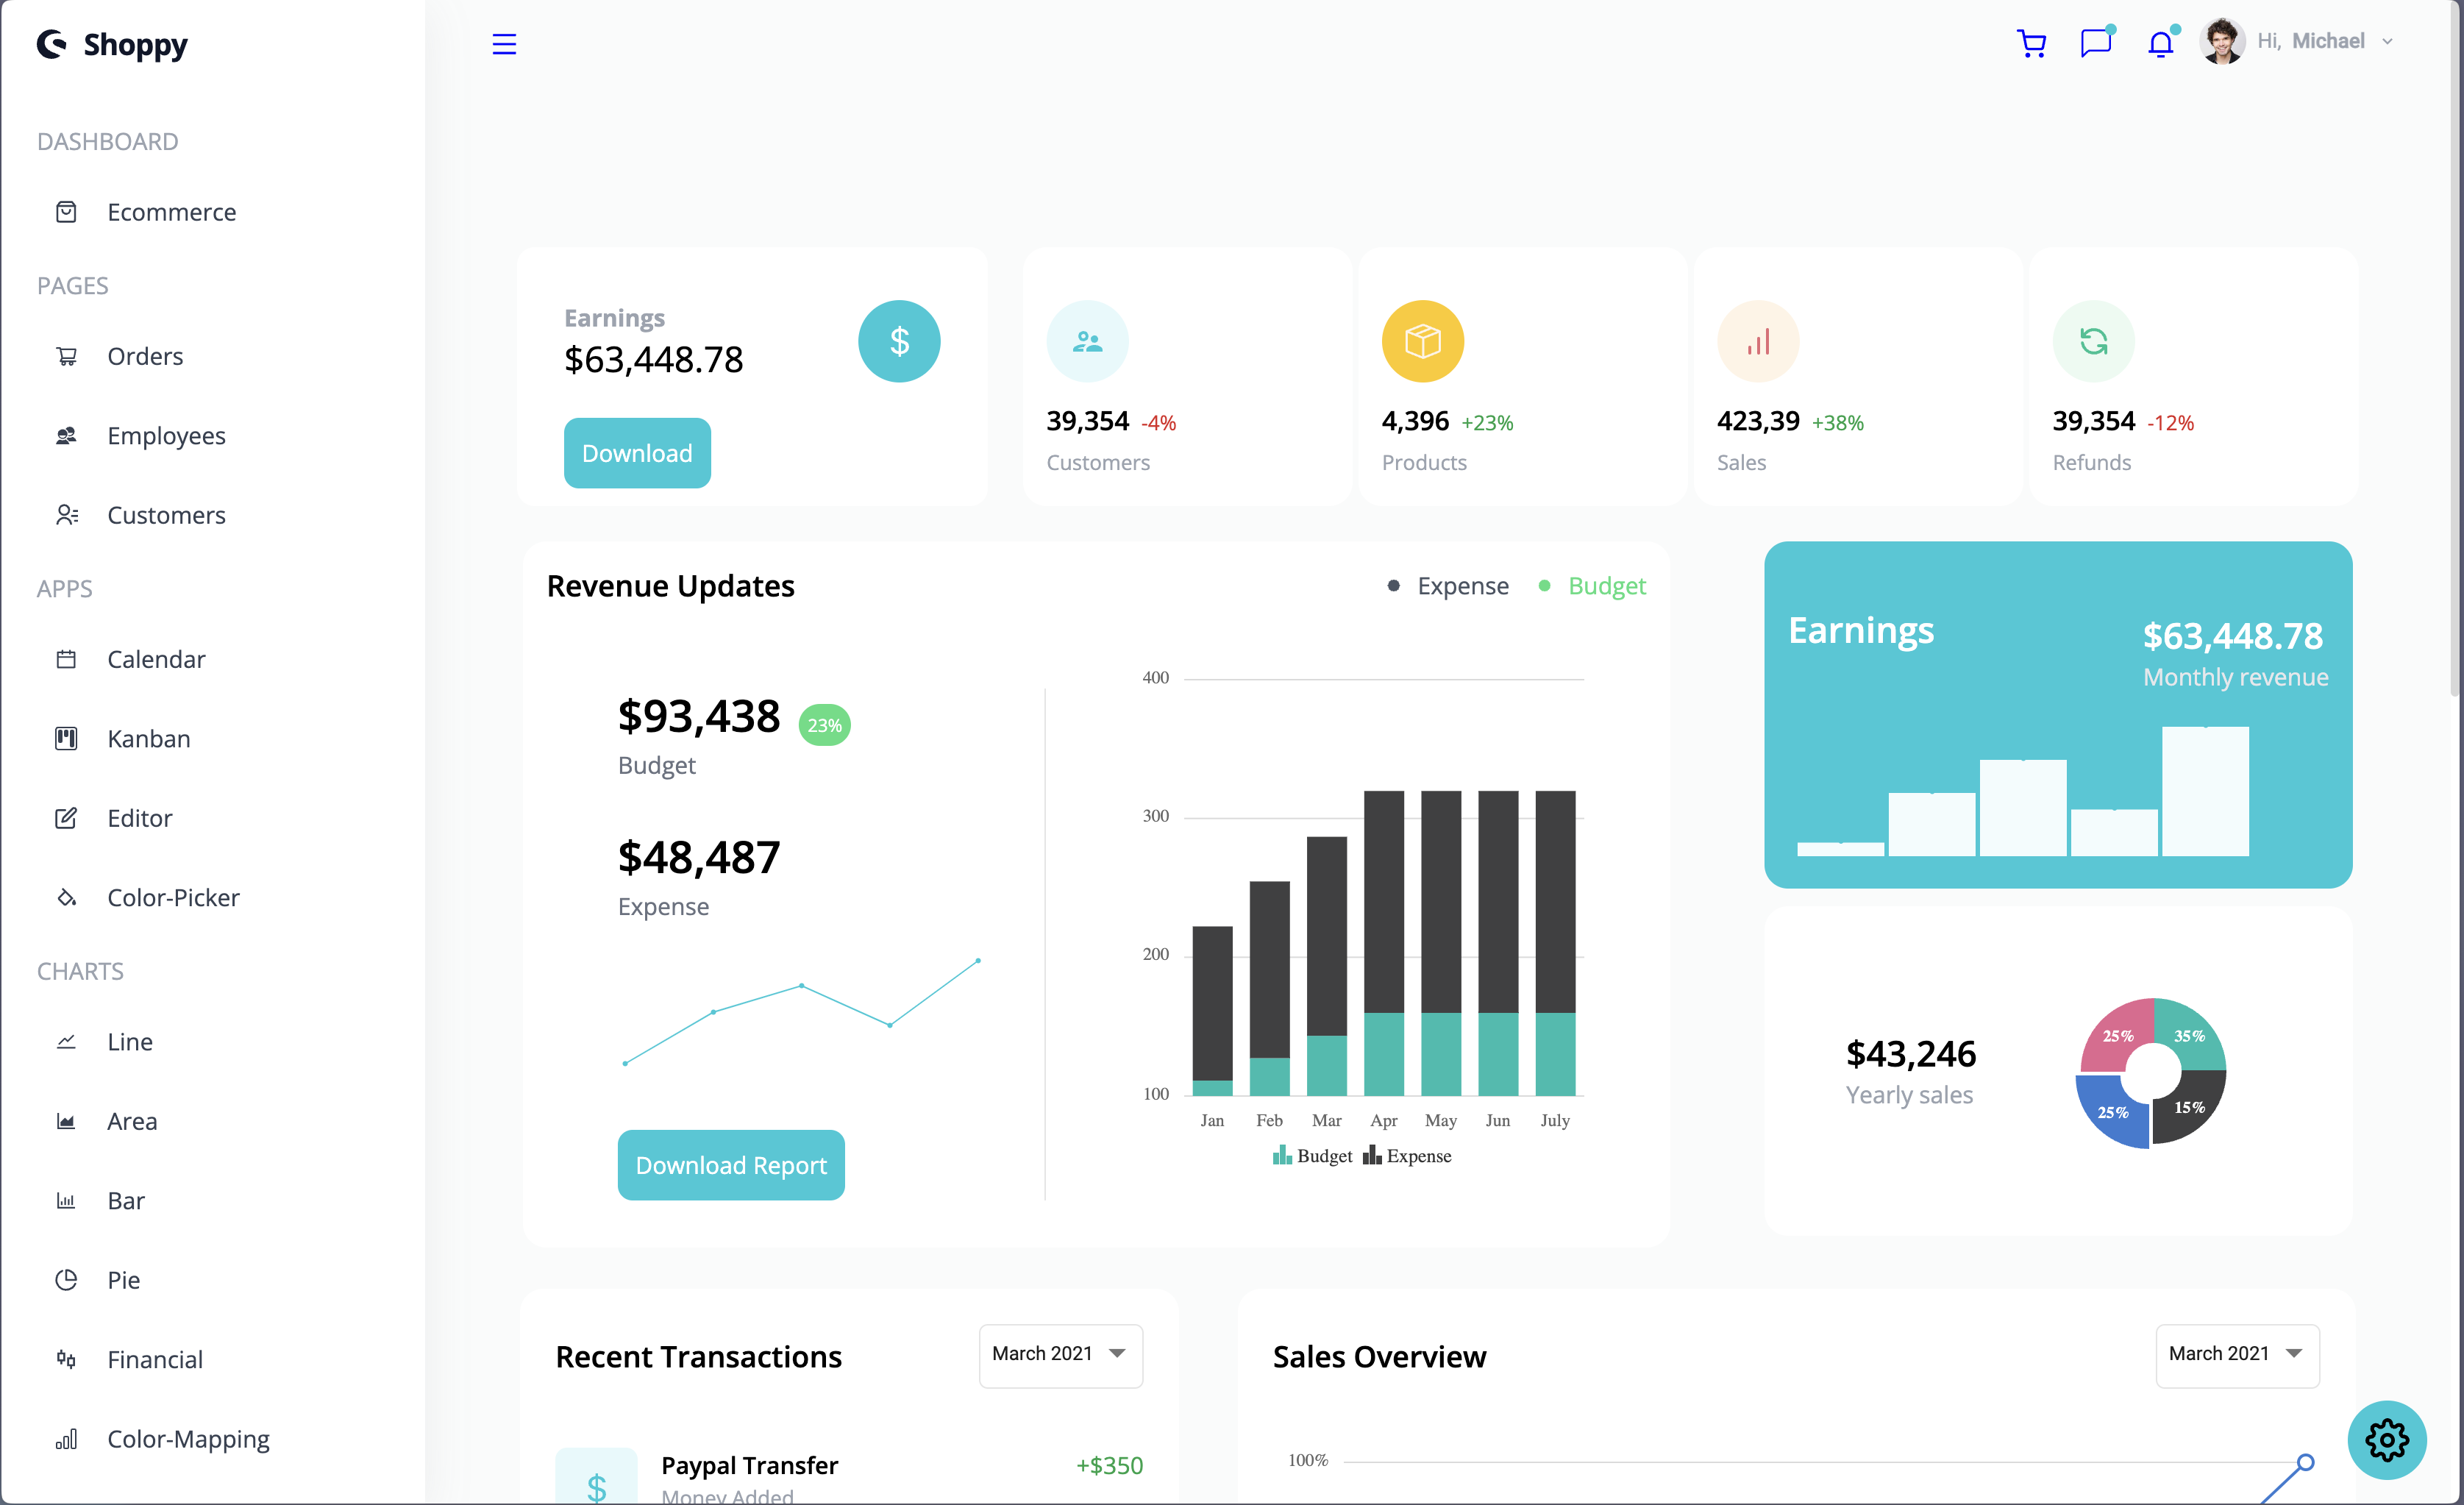 Shoppy
Hi, Michael
DASHBOARD
Ecommerce
PAGES
Orders
Employees
Customers
APPS
Calendar
Kanban
Editor
Color-Picker
CHARTS
Line
Area
Bar
Pie
Financial
Color-Mapping
Earnings
$63,448.78
$
Download
39,354 -4%
Customers
4,396 +23%
Products
423,39 +38%
Sales
39,354 -12%
Refunds
Revenue Updates
Expense Budget
$93,438 23%
Budget
$48,487
Expense
Download Report
400
300
200
100
Jan Feb Mar Apr May Jun July
Budget Expense
Earnings
$63,448.78
Monthly revenue
$43,246
Yearly sales
25% 35%
25% 15%
Recent Transactions
March 2021
$
Paypal Transfer
+$350
Money Added
Sales Overview
March 2021
100%